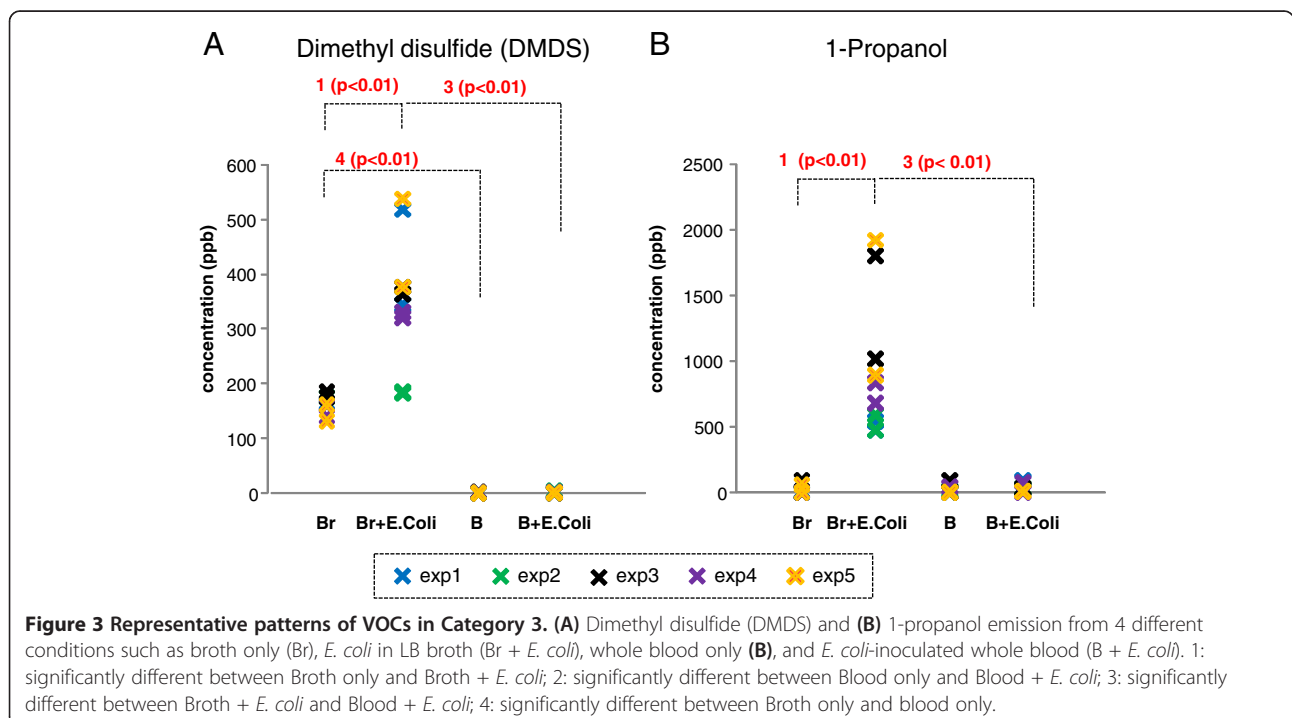 A Dimethyl disulfide (DMDS)
1 (p<0.01) 3 (p<0.01)
4 (p<0.01)
concentration (ppb)
600
500
400
300
200
100
0
Br Br+E.Coli B B+E.Coli
B 1-Propanol
1 (p<0.01) 3 (p< 0.01)
concentration (ppb)
2500
2000
1500
1000
500
0
Br Br+E.Coli B B+E.Coli
exp1 exp2 exp3 exp4 exp5
Figure 3 Representative patterns of VOCs in Category 3. (A) Dimethyl disulfide (DMDS) and (B) 1-propanol emission from 4 different
conditions such as broth only (Br), E. coli in LB broth (Br + E. coli), whole blood only (B), and E. coli-inoculated whole blood (B + E. coli). 1:
significantly different between Broth only and Broth + E. coli; 2: significantly different between Blood only and Blood + E. coli; 3: significantly
different between Broth + E. coli and Blood + E. coli; 4: significantly different between Broth only and blood only.